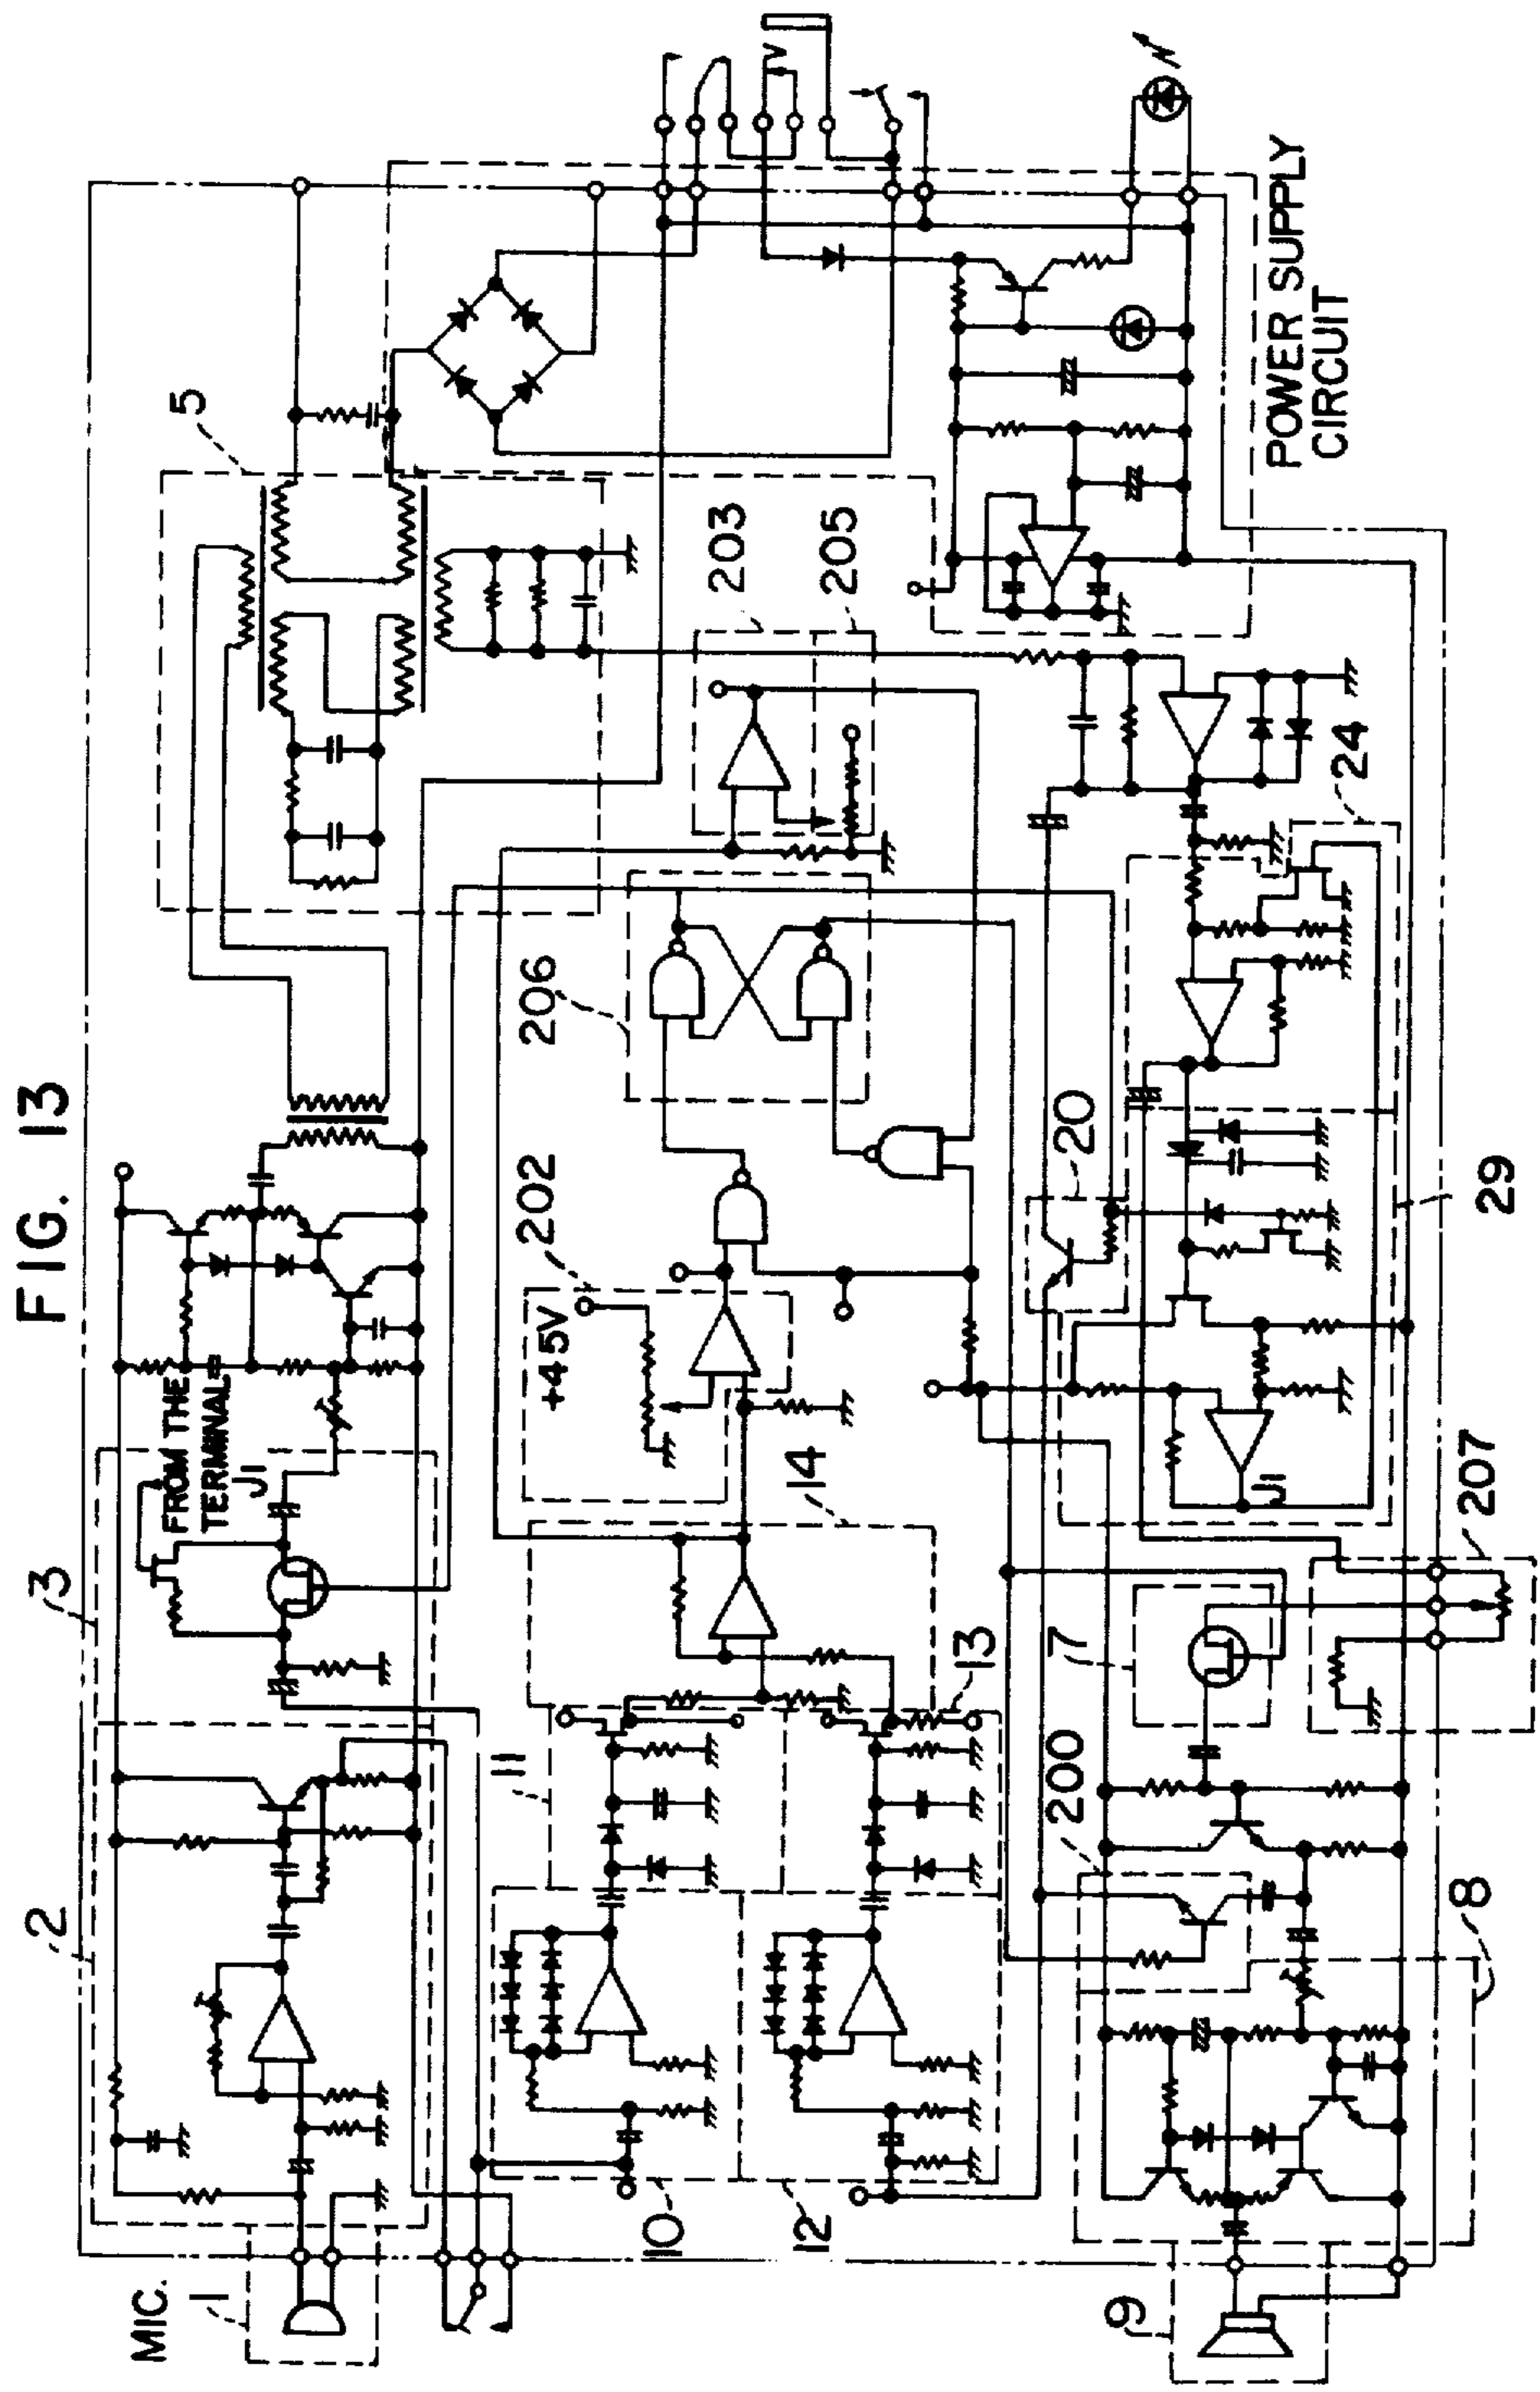 FIG. 13
MIC.
1
2
3
FROM THE
TERMINAL
J1
5
10
11
12
13
14
202
+45V
206
203
205
POWER SUPPLY
CIRCUIT
9
8
200
7
207
20
J1
29
24